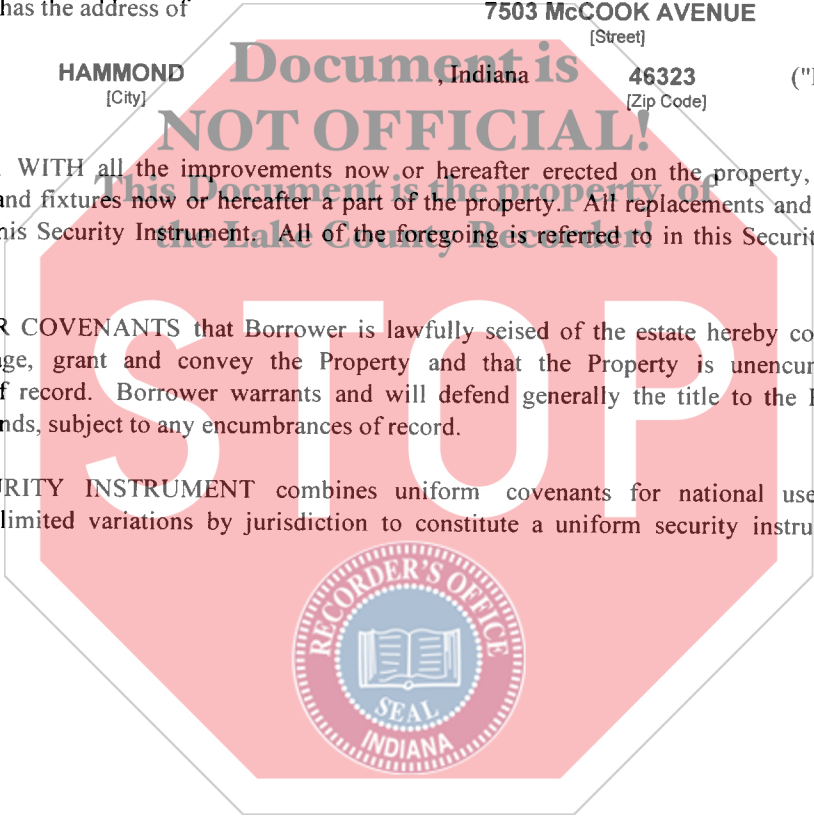 has the address of 7503 McCOOK AVENUE
[Street]
Document is
HAMMOND , Indiana 46323 ("
[City] [Zip Code]
NOT OFFICIAL!
WITH all the improvements now or hereafter erected on the property,
This Document is the property of
and fixtures now or hereafter a part of the property. All replacements and
his Security Instrument. All of the foregoing is referred to in this Securit
the Lake County Recorder!
R COVENANTS that Borrower is lawfully seised of the estate hereby co
age, grant and convey the Property and that the Property is unencur
f record. Borrower warrants and will defend generally the title to the
nds, subject to any encumbrances of record.
STOP
URITY INSTRUMENT combines uniform covenants for national use
limited variations by jurisdiction to constitute a uniform security instru
RECORDER'S OFFICE
SEAL
INDIANA